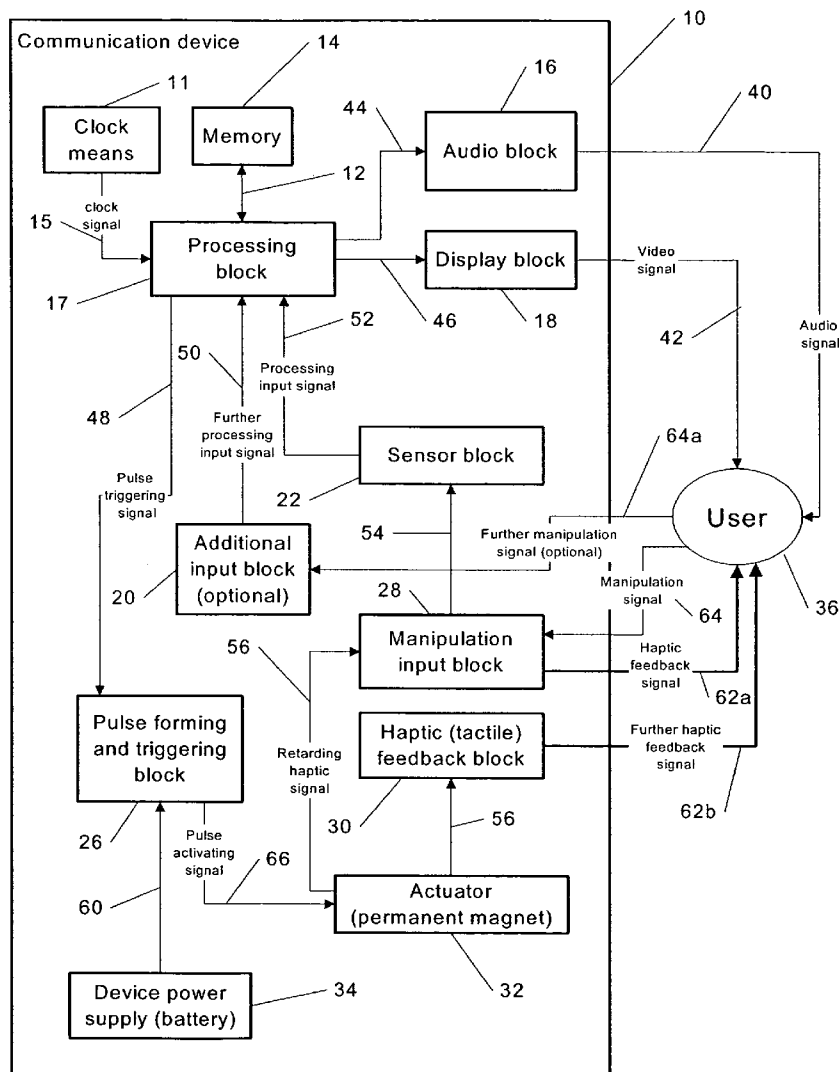 Communication device
10
11
14
16
40
44
Clock
means
Memory
Audio block
12
clock
signal
15
Processing
block
Display block
Video
signal
17
52
46
18
42
Audio
signal
50
Processing
input signal
48
Further
processing
input signal
64a
Sensor block
22
Pulse
triggering
signal
User
54
Further manipulation
signal (optional)
Additional
input block
(optional)
20
28
Manipulation
signal
64
36
56
Manipulation
input block
Haptic
feedback
signal
62a
Pulse forming
and triggering
block
Retarding
haptic signal
Haptic (tactile)
feedback block
Further haptic
feedback
signal
30
56
62b
26
Pulse
activating
signal
66
60
Actuator
(permanent magnet)
Device power
supply (battery)
34
32